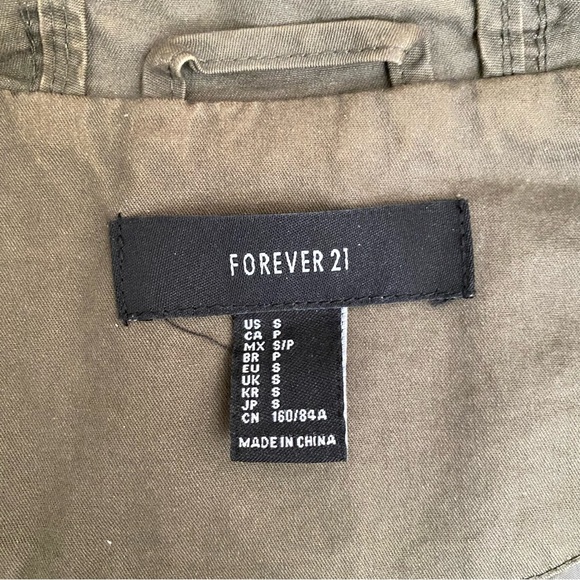 FOREVER 21
US S
CA P
MX S/P
BR P
EU S
UK S
KR S
JP S
CN 160/84A
MADE IN CHINA